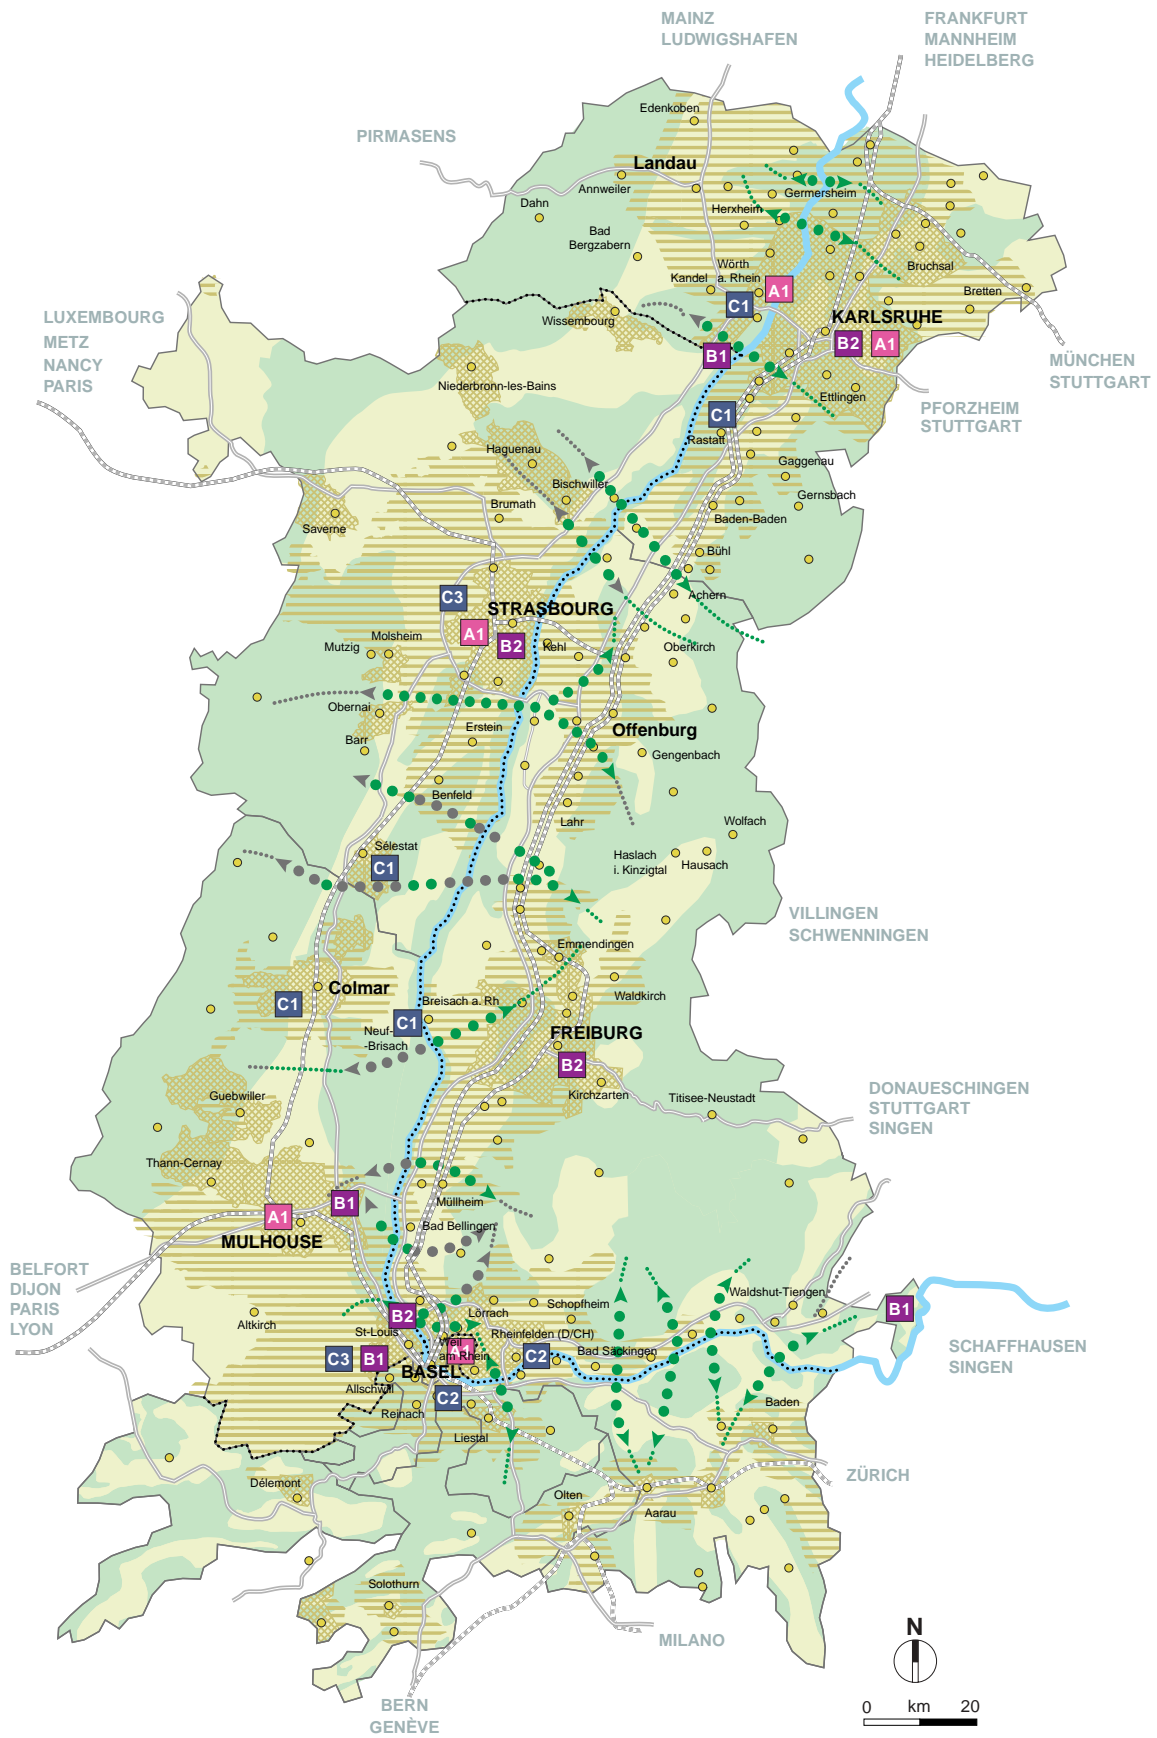 MAINZ
LUDWIGSHAFEN
FRANKFURT
MANNHEIM
HEIDELBERG
PIRMASENS
Edenkoben
Landau
Annweiler
Dahn
Germersheim
Herxheim
Bad
Bergzabern
Bruchsal
Wörth
a. Rhein
Kandel
A1
C1
Bretten
LUXEMBOURG
METZ
NANCY
PARIS
Wissembourg
KARLSRUHE
B2
A1
B1
MÜNCHEN
STUTTGART
Niederbronn-les-Bains
Ettlingen
PFORZHEIM
STUTTGART
C1
Rastatt
Haguenau
Gaggenau
Bischwiller
Gernsbach
Brumath
Baden-Baden
Saverne
Bühl
C3
Achern
STRASBOURG
A1
B2
Molsheim
Mutzig
Kehl
Oberkirch
Obernai
Erstein
Offenburg
Barr
Gengenbach
Benfeld
Lahr
Wolfach
Sélestat
C1
Haslach
i. Kinzigtal
Hausach
VILLINGEN
SCHWENNINGEN
Emmendingen
Colmar
C1
Breisach a. Rh
Waldkirch
C1
Neuf-
-Brisach
FREIBURG
B2
Kirchzarten
Guebwiller
Titisee-Neustadt
DONAUESCHINGEN
STUTTGART
SINGEN
Thann-Cernay
Müllheim
B1
A1
MULHOUSE
Bad Bellingen
BELFORT
DIJON
PARIS
LYON
Waldshut-Tiengen
B1
Altkirch
B2
Lörrach
Schopfheim
St-Louis
Rheinfelden (D/CH)
Weil
am Rhein
A1
C2
Bad Säckingen
SCHAFFHAUSEN
SINGEN
C3
B1
BASEL
Allschwil
C2
Reinach
Baden
Liestal
ZÜRICH
Délemont
Olten
Aarau
Solothurn
MILANO
N
BERN
GENÈVE
0 km 20